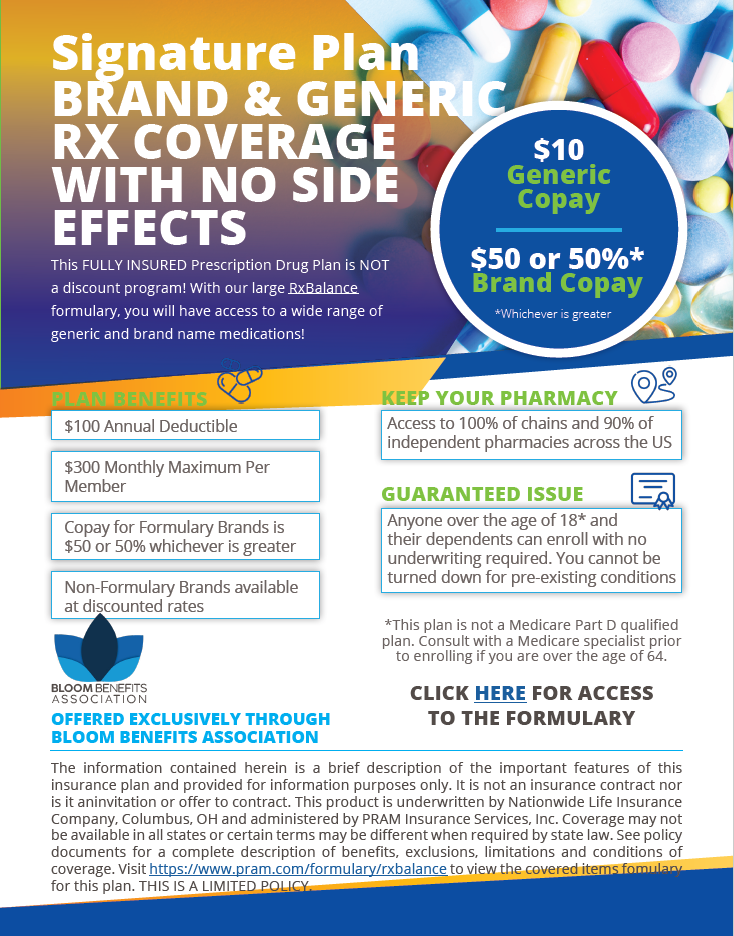 Signature Plan
BRAND & GENERIC
RX COVERAGE
WITH NO SIDE
EFFECTS
This FULLY INSURED Prescription Drug Plan is NOT
a discount program! With our large RxBalance
formulary, you will have access to a wide range of
generic and brand name medications!
$10
Generic
Copay
$50 or 50%*
Brand Copay
*Whichever is greater
PLAN BENEFITS
$100 Annual Deductible
$300 Monthly Maximum Per
Member
Copay for Formulary Brands is
$50 or 50% whichever is greater
Non-Formulary Brands available
at discounted rates
BLOOM BENEFITS
ASSOCIATION
OFFERED EXCLUSIVELY THROUGH
BLOOM BENEFITS ASSOCIATION
KEEP YOUR PHARMACY
Access to 100% of chains and 90% of
independent pharmacies across the US
GUARANTEED ISSUE
Anyone over the age of 18* and
their dependents can enroll with no
underwriting required. You cannot be
turned down for pre-existing conditions
*This plan is not a Medicare Part D qualified
plan. Consult with a Medicare specialist prior
to enrolling if you are over the age of 64.
CLICK HERE FOR ACCESS
TO THE FORMULARY
The information contained herein is a brief description of the important features of this
insurance plan and provided for information purposes only. It is not an insurance contract nor
is it aninvitation or offer to contract. This product is underwritten by Nationwide Life Insurance
Company, Columbus, OH and administered by PRAM Insurance Services, Inc. Coverage may not
be available in all states or certain terms may be different when required by state law. See policy
documents for a complete description of benefits, exclusions, limitations and conditions of
coverage. Visit https://www.pram.com/formulary/rxbalance to view the covered items fomulary
for this plan. THIS IS A LIMITED POLICY.